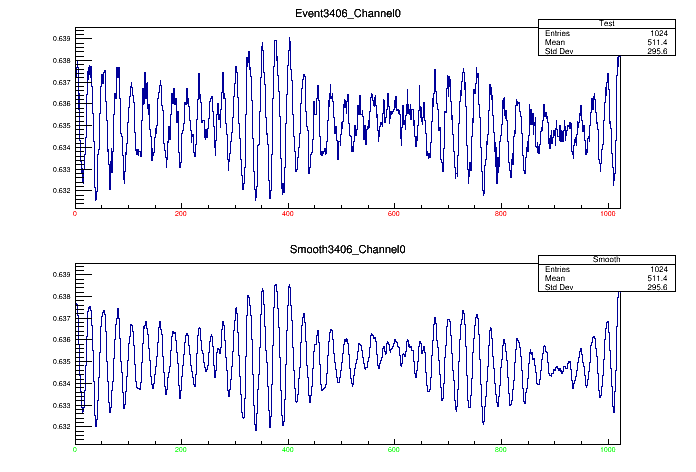 Event3406_Channel0
Test
Entries 1024
Mean 511.4
Std Dev 295.6
0.639
0.638
0.637
0.636
0.635
0.634
0.633
0.632
0 200 400 600 800 1000
Smooth3406_Channel0
Smooth
Entries 1024
Mean 511.4
Std Dev 295.6
0.639
0.638
0.637
0.636
0.635
0.634
0.633
0.632
0 200 400 600 800 1000